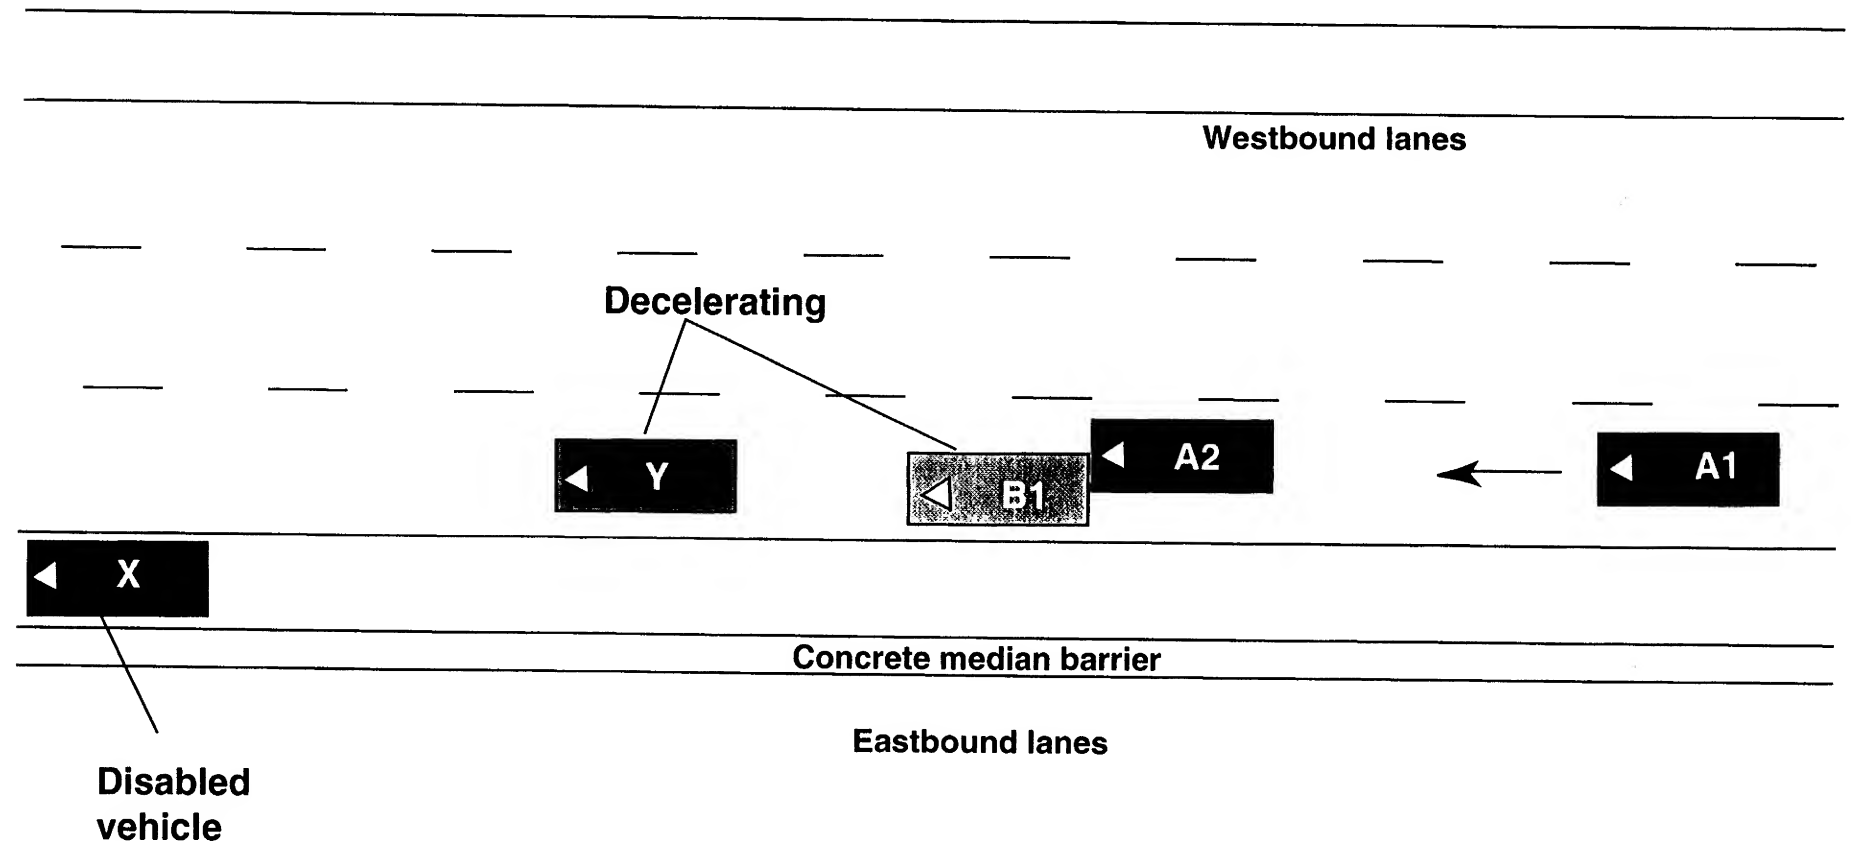 Westbound lanes
Decelerating
Y
B1
A2
A1
X
Concrete median barrier
Eastbound lanes
Disabled
vehicle